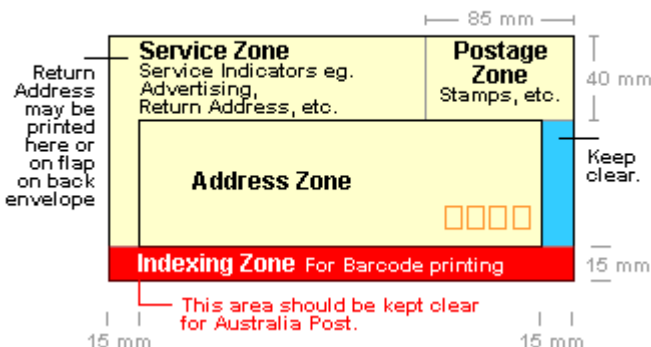 85 mm
Service Zone
Service Indicators eg.
Advertising,
Return Address, etc.
Postage
Zone
Stamps, etc.
40 mm
Return
Address
may be
printed
here or
on flap
on back
envelope
Address Zone
Keep
clear.
Indexing Zone For Barcode printing
15 mm
This area should be kept clear
for Australia Post.
15 mm
15 mm